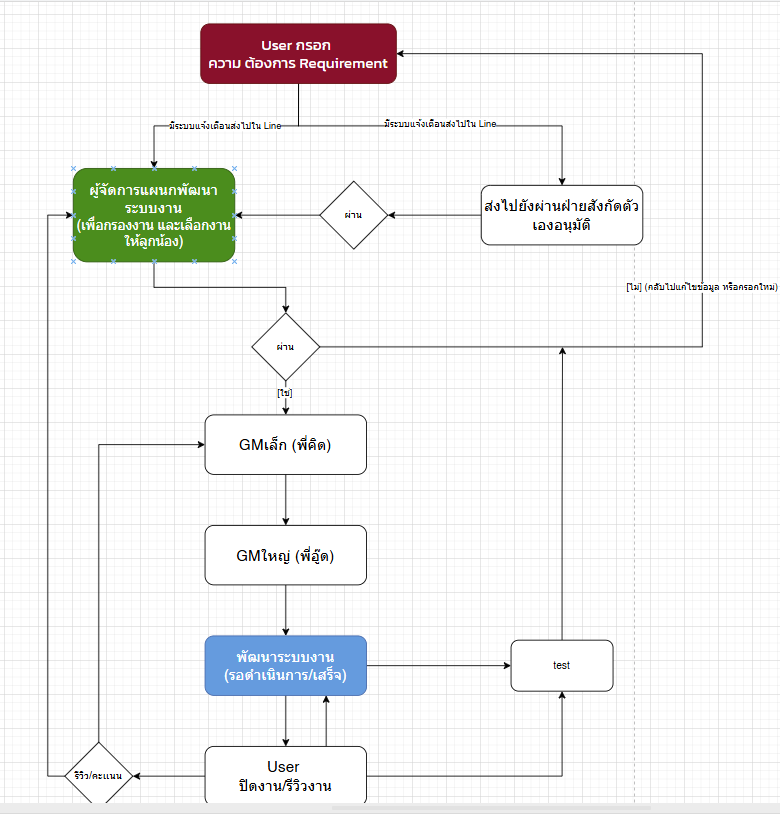 User กรอก
ความ ต้องการ Requirement
มีระบบแจ้งเตือนส่งไปใน Line
มีระบบแจ้งเตือนส่งไปใน Line
ผู้จัดการแผนกพัฒนา
ระบบงาน
(เพื่อกรองงาน และเลือกงาน
ให้ลูกน้อง)
ผ่าน
ส่งไปยังผ่านฝ่ายสังกัดตัว
เองอนุมัติ
[ไม่] (กลับไปแก้ไขข้อมูล หรือกรอกใหม่)
ผ่าน
[ใช่]
GMเล็ก (พี่คิด)
GMใหญ่ (พี่อู๊ด)
พัฒนาระบบงาน
(รอดำเนินการ/เสร็จ)
test
รีวิว/คะแนน
User
ปิดงาน/รีวิวงาน